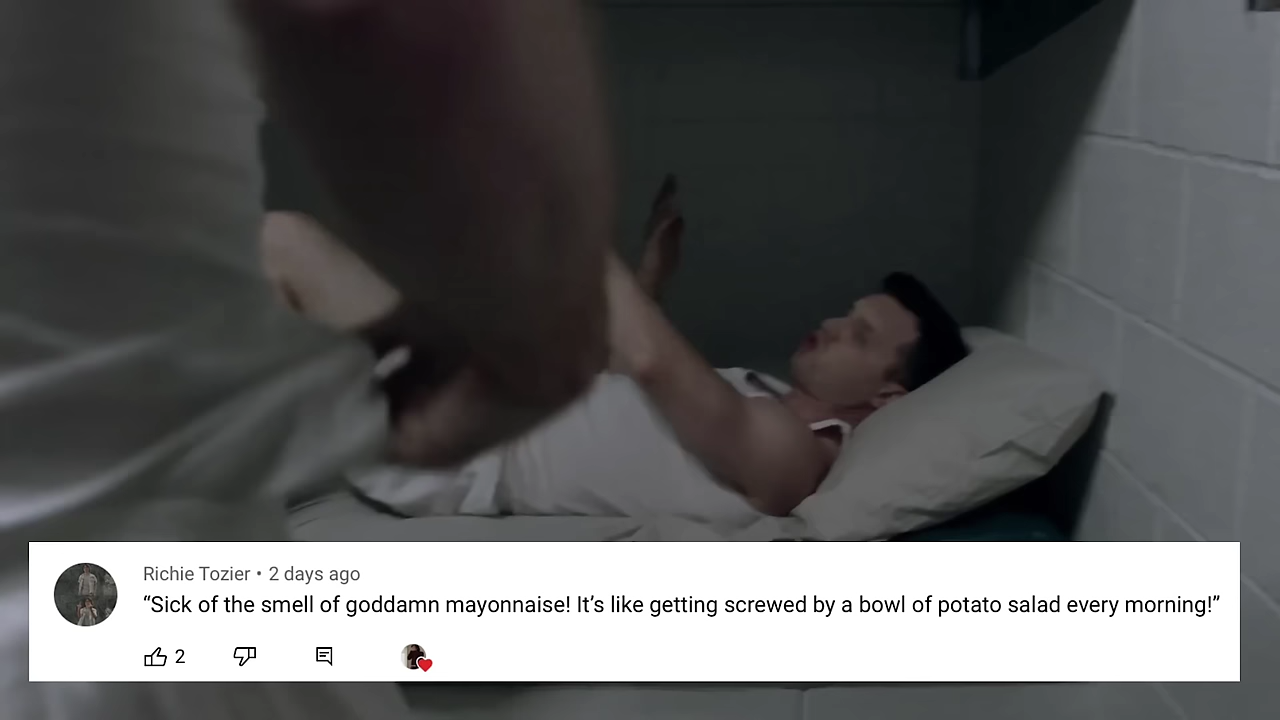 Richie Tozier • 2 days ago
“Sick of the smell of goddamn mayonnaise! It’s like getting screwed by a bowl of potato salad every morning!”
2